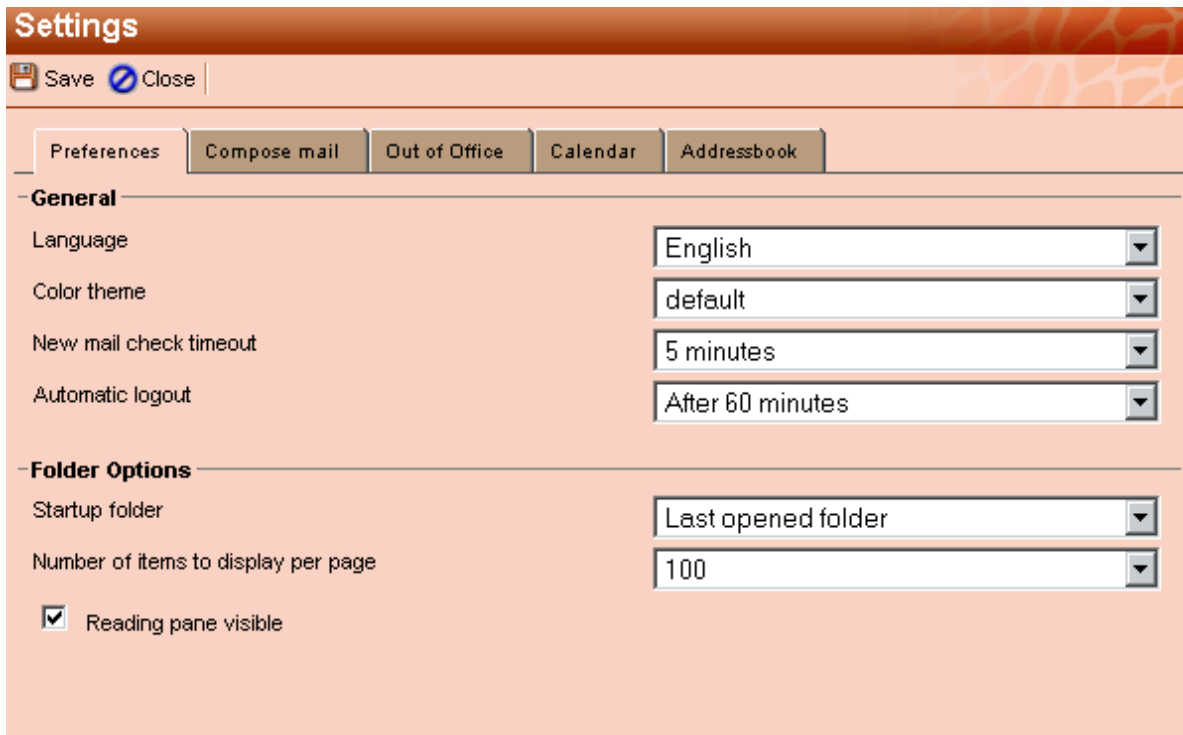 Settings
Save Close
Preferences Compose mail Out of Office Calendar Addressbook
General
Language English
Color theme default
New mail check timeout 5 minutes
Automatic logout After 60 minutes
Folder Options
Startup folder Last opened folder
Number of items to display per page 100
Reading pane visible